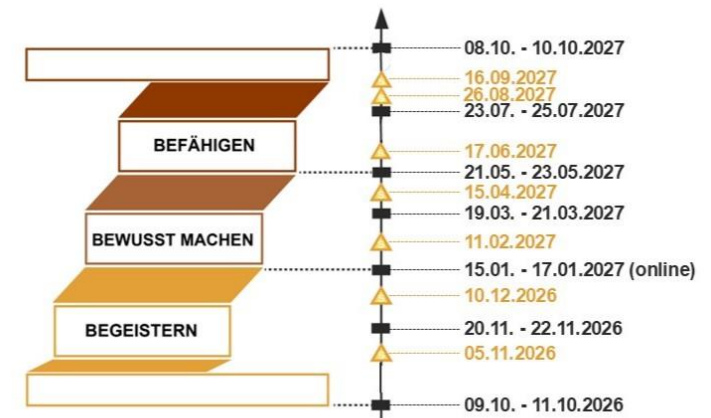 08.10. - 10.10.2027
16.09.2027
26.08.2027
23.07. - 25.07.2027
BEFÄHIGEN
17.06.2027
21.05. - 23.05.2027
15.04.2027
19.03. - 21.03.2027
BEWUSST MACHEN
11.02.2027
15.01. - 17.01.2027 (online)
10.12.2026
20.11. - 22.11.2026
BEGEISTERN
05.11.2026
09.10. - 11.10.2026